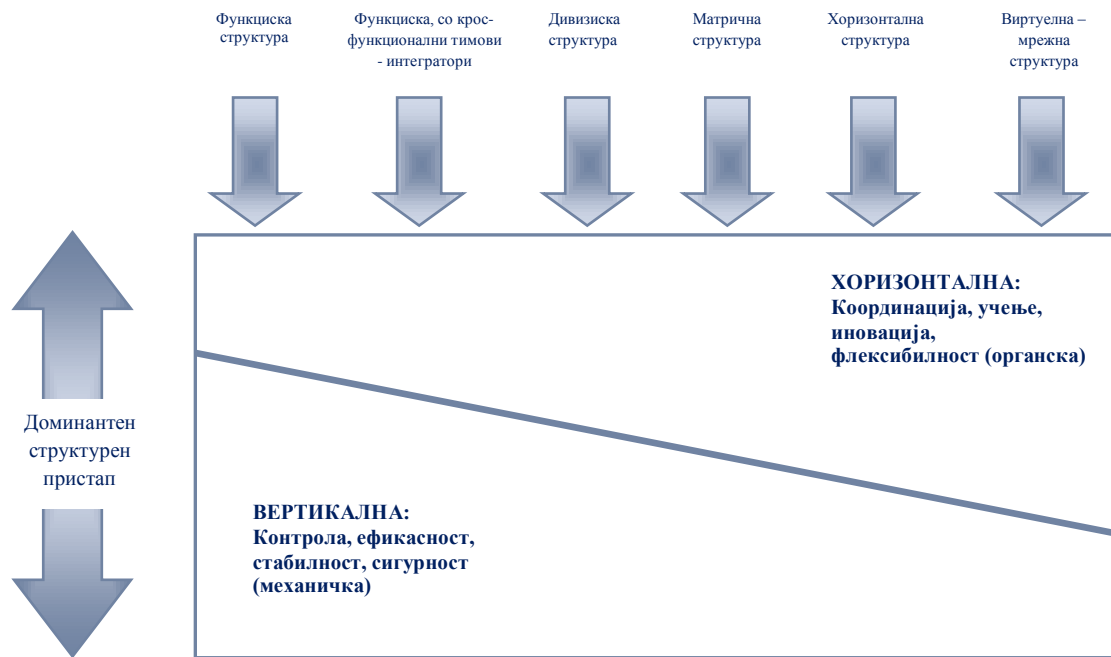 Функциска
структура
Функциска, со крос-
функционални тимови
- интегратори
Дивизиска
структура
Матрична
структура
Хоризонтална
структура
Виртуелна –
мрежна
структура
ХОРИЗОНТАЛНА:
Координација, учење,
иновација,
флексибилност (органска)
Доминантен
структурен
пристап
ВЕРТИКАЛНА:
Контрола, ефикасност,
стабилност, сигурност
(механичка)